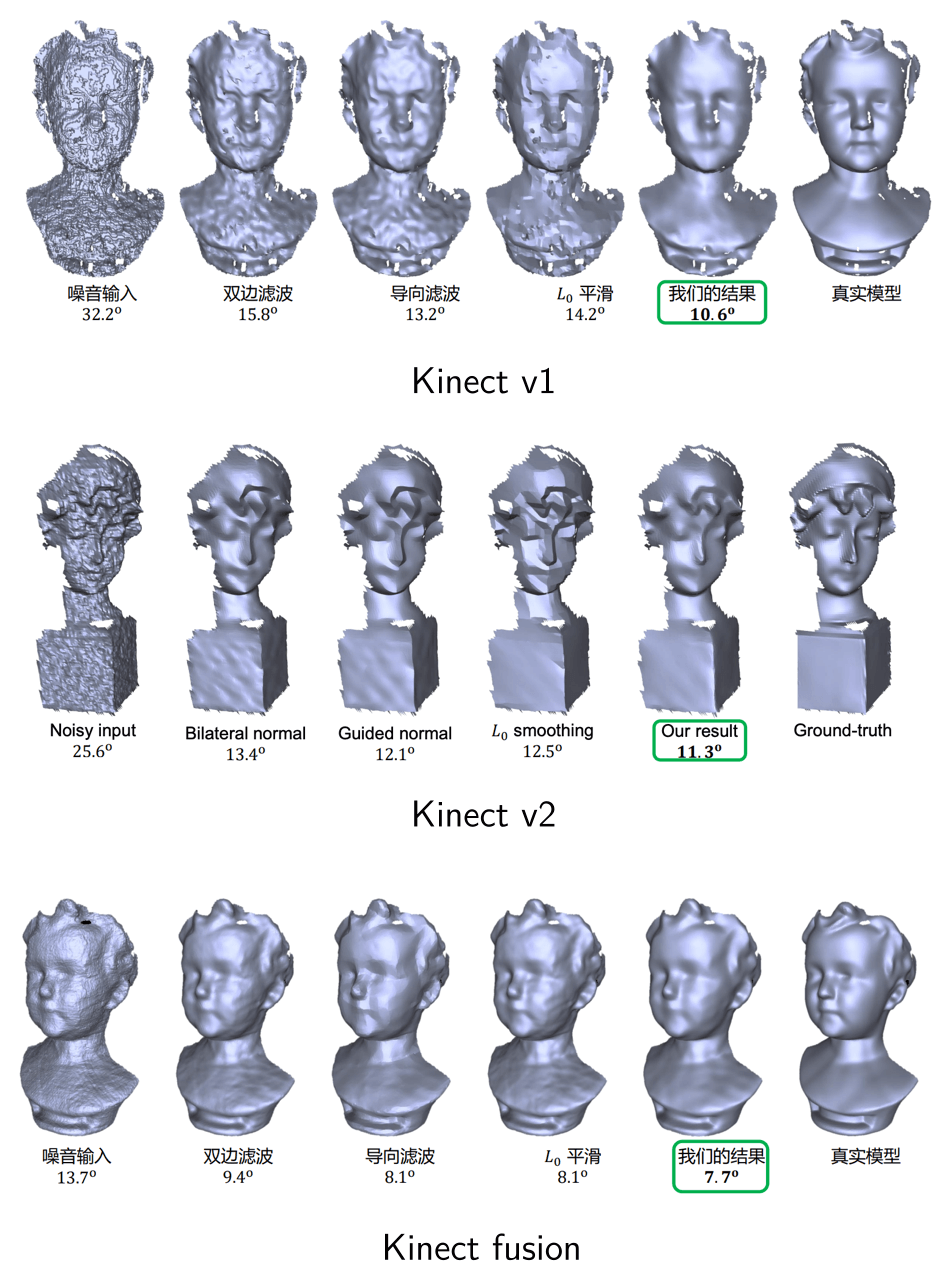 噪音输入 双边滤波 导向滤波 L₀ 平滑 我们的结果 真实模型
32.2° 15.8° 13.2° 14.2° 10.6°
Kinect v1
Noisy input Bilateral normal Guided normal L₀ smoothing Our result Ground-truth
25.6° 13.4° 12.1° 12.5° 11.3°
Kinect v2
噪音输入 双边滤波 导向滤波 L₀ 平滑 我们的结果 真实模型
13.7° 9.4° 8.1° 8.1° 7.7°
Kinect fusion